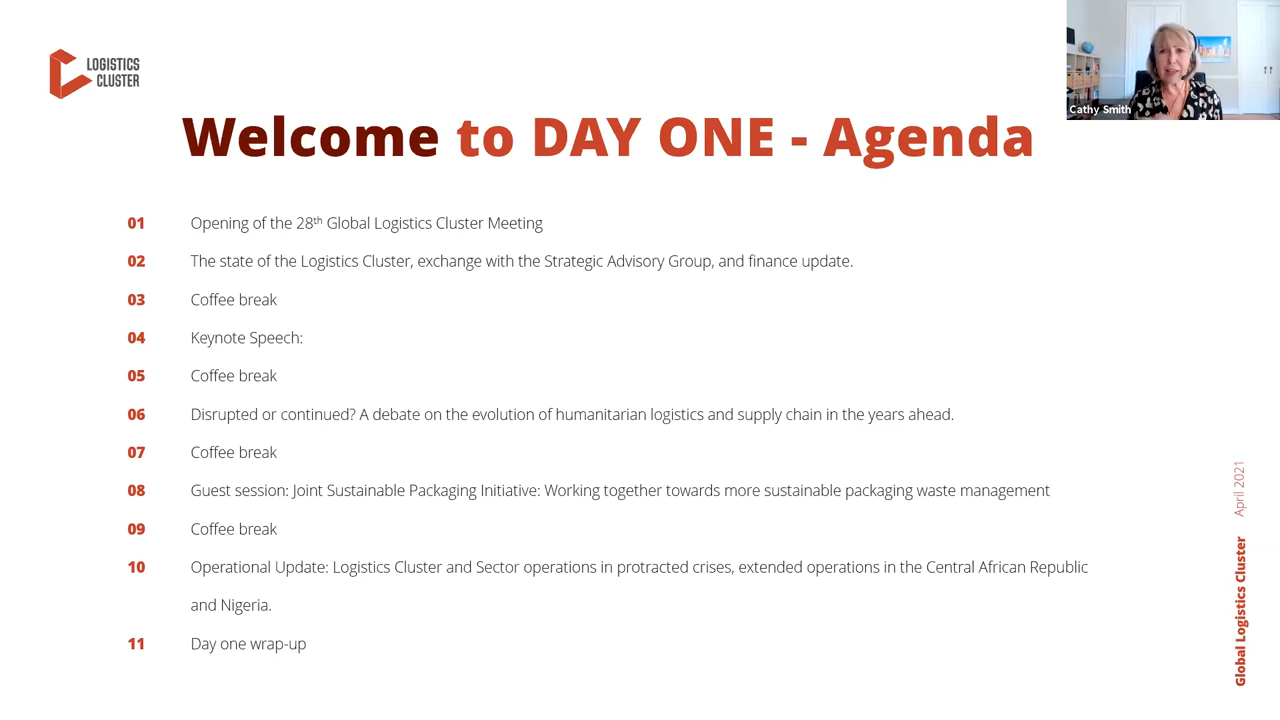 LOGISTICS
CLUSTER
Cathy Smith
Welcome to DAY ONE - Agenda
01 Opening of the 28th Global Logistics Cluster Meeting
02 The state of the Logistics Cluster, exchange with the Strategic Advisory Group, and finance update.
03 Coffee break
04 Keynote Speech:
05 Coffee break
06 Disrupted or continued? A debate on the evolution of humanitarian logistics and supply chain in the years ahead.
07 Coffee break
08 Guest session: Joint Sustainable Packaging Initiative: Working together towards more sustainable packaging waste management
09 Coffee break
10 Operational Update: Logistics Cluster and Sector operations in protracted crises, extended operations in the Central African Republic
and Nigeria.
11 Day one wrap-up
Global Logistics Cluster April 2021